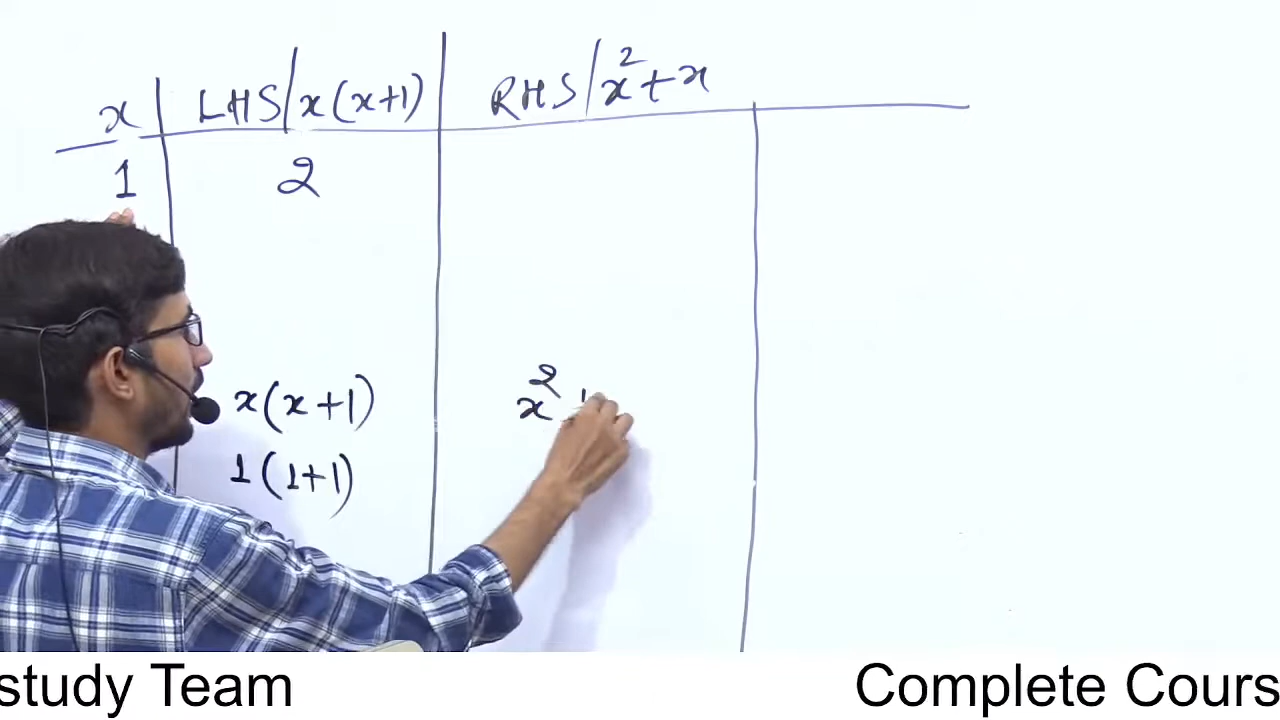 x | LHS/x(x+1) | RHS/x²+x
1 | 2
x(x+1)
1(1+1)
x² +
study Team
Complete Cours